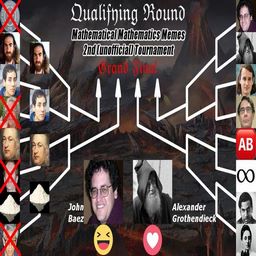 Qualifying Round
Mathematical Mathematics Memes
2nd (unofficial) Tournament
Grand Final
AB
∞
John
Baez
Alexander
Grothendieck